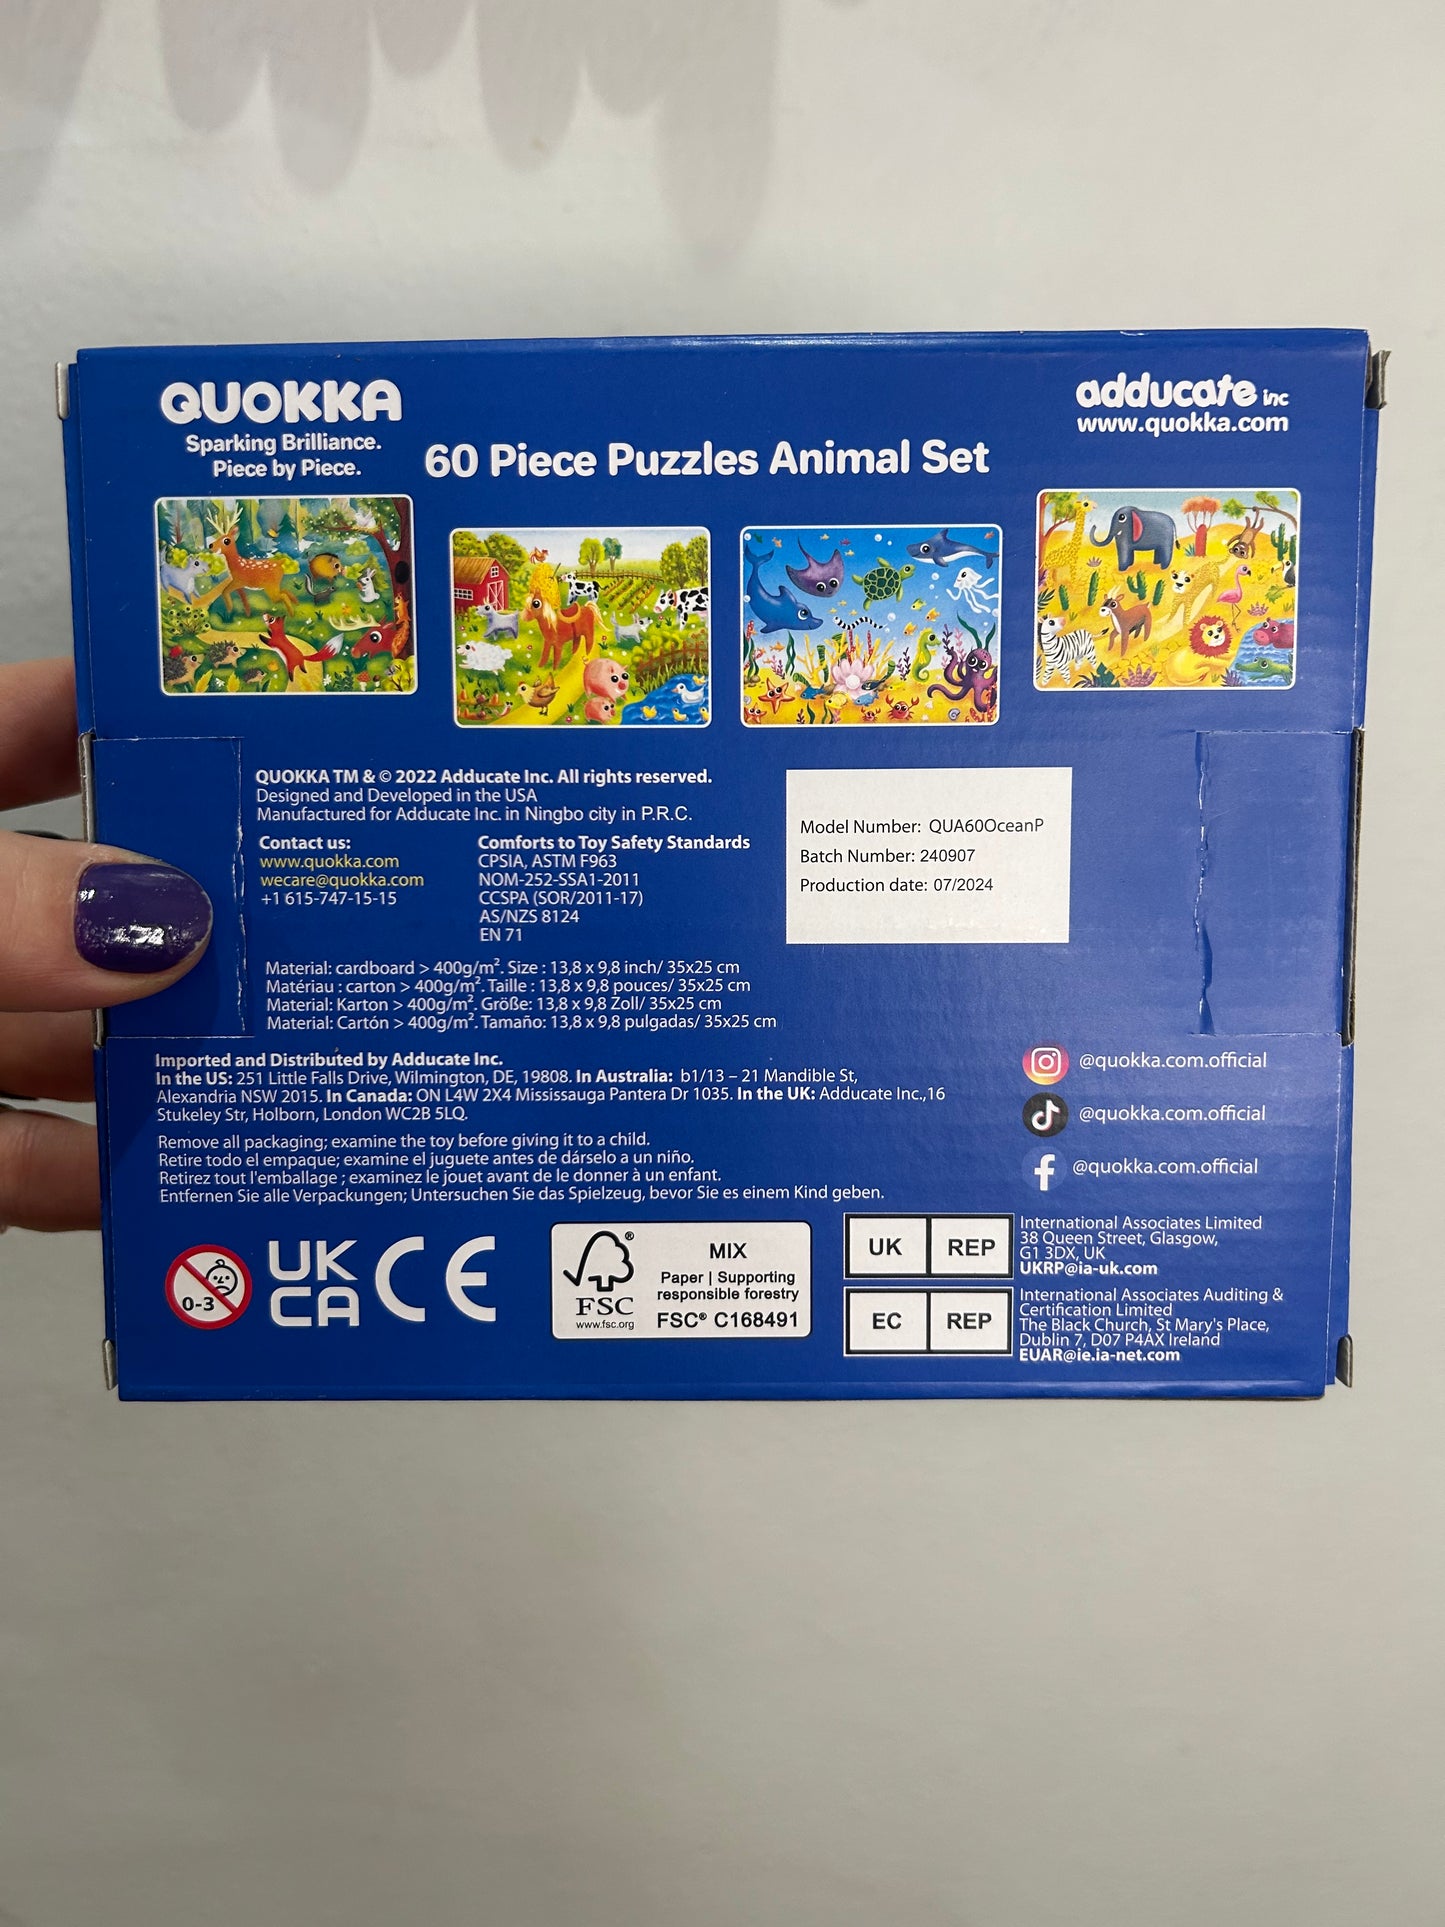 QUOKKA
Sparking Brilliance.
Piece by Piece.
adducate inc
www.quokka.com
60 Piece Puzzles Animal Set
QUOKKA TM & © 2022 Adducate Inc. All rights reserved.
Designed and Developed in the USA
Manufactured for Adducate Inc. in Ningbo city in P.R.C.
Contact us:
www.quokka.com
wecare@quokka.com
+1 615-747-15-15
Comforts to Toy Safety Standards
CPSIA, ASTM F963
NOM-252-SSA1-2011
CCSPA (SOR/2011-17)
AS/NZS 8124
EN 71
Model Number: QUA60OceanP
Batch Number: 240907
Production date: 07/2024
Material: cardboard > 400g/m². Size : 13,8 x 9,8 inch/ 35x25 cm
Matériau : carton > 400g/m². Taille : 13,8 x 9,8 pouces/ 35x25 cm
Material: Karton > 400g/m². Größe: 13,8 x 9,8 Zoll/ 35x25 cm
Material: Cartón > 400g/m². Tamaño: 13,8 x 9,8 pulgadas/ 35x25 cm
Imported and Distributed by Adducate Inc.
In the US: 251 Little Falls Drive, Wilmington, DE, 19808. In Australia: b1/13 – 21 Mandible St,
Alexandria NSW 2015. In Canada: ON L4W 2X4 Mississauga Pantera Dr 1035. In the UK: Adducate Inc.,16
Stukeley Str, Holborn, London WC2B 5LQ.
Remove all packaging; examine the toy before giving it to a child.
Retire todo el empaque; examine el juguete antes de dárselo a un niño.
Retirez tout l'emballage ; examinez le jouet avant de le donner à un enfant.
Entfernen Sie alle Verpackungen; Untersuchen Sie das Spielzeug, bevor Sie es einem Kind geben.
@quokka.com.official
@quokka.com.official
@quokka.com.official
0-3
UK
CA
CE
FSC
www.fsc.org
MIX
Paper | Supporting
responsible forestry
FSC® C168491
UK REP
International Associates Limited
38 Queen Street, Glasgow,
G1 3DX, UK
UKRP@ia-uk.com
EC REP
International Associates Auditing &
Certification Limited
The Black Church, St Mary's Place,
Dublin 7, D07 P4AX Ireland
EUAR@ie.ia-net.com